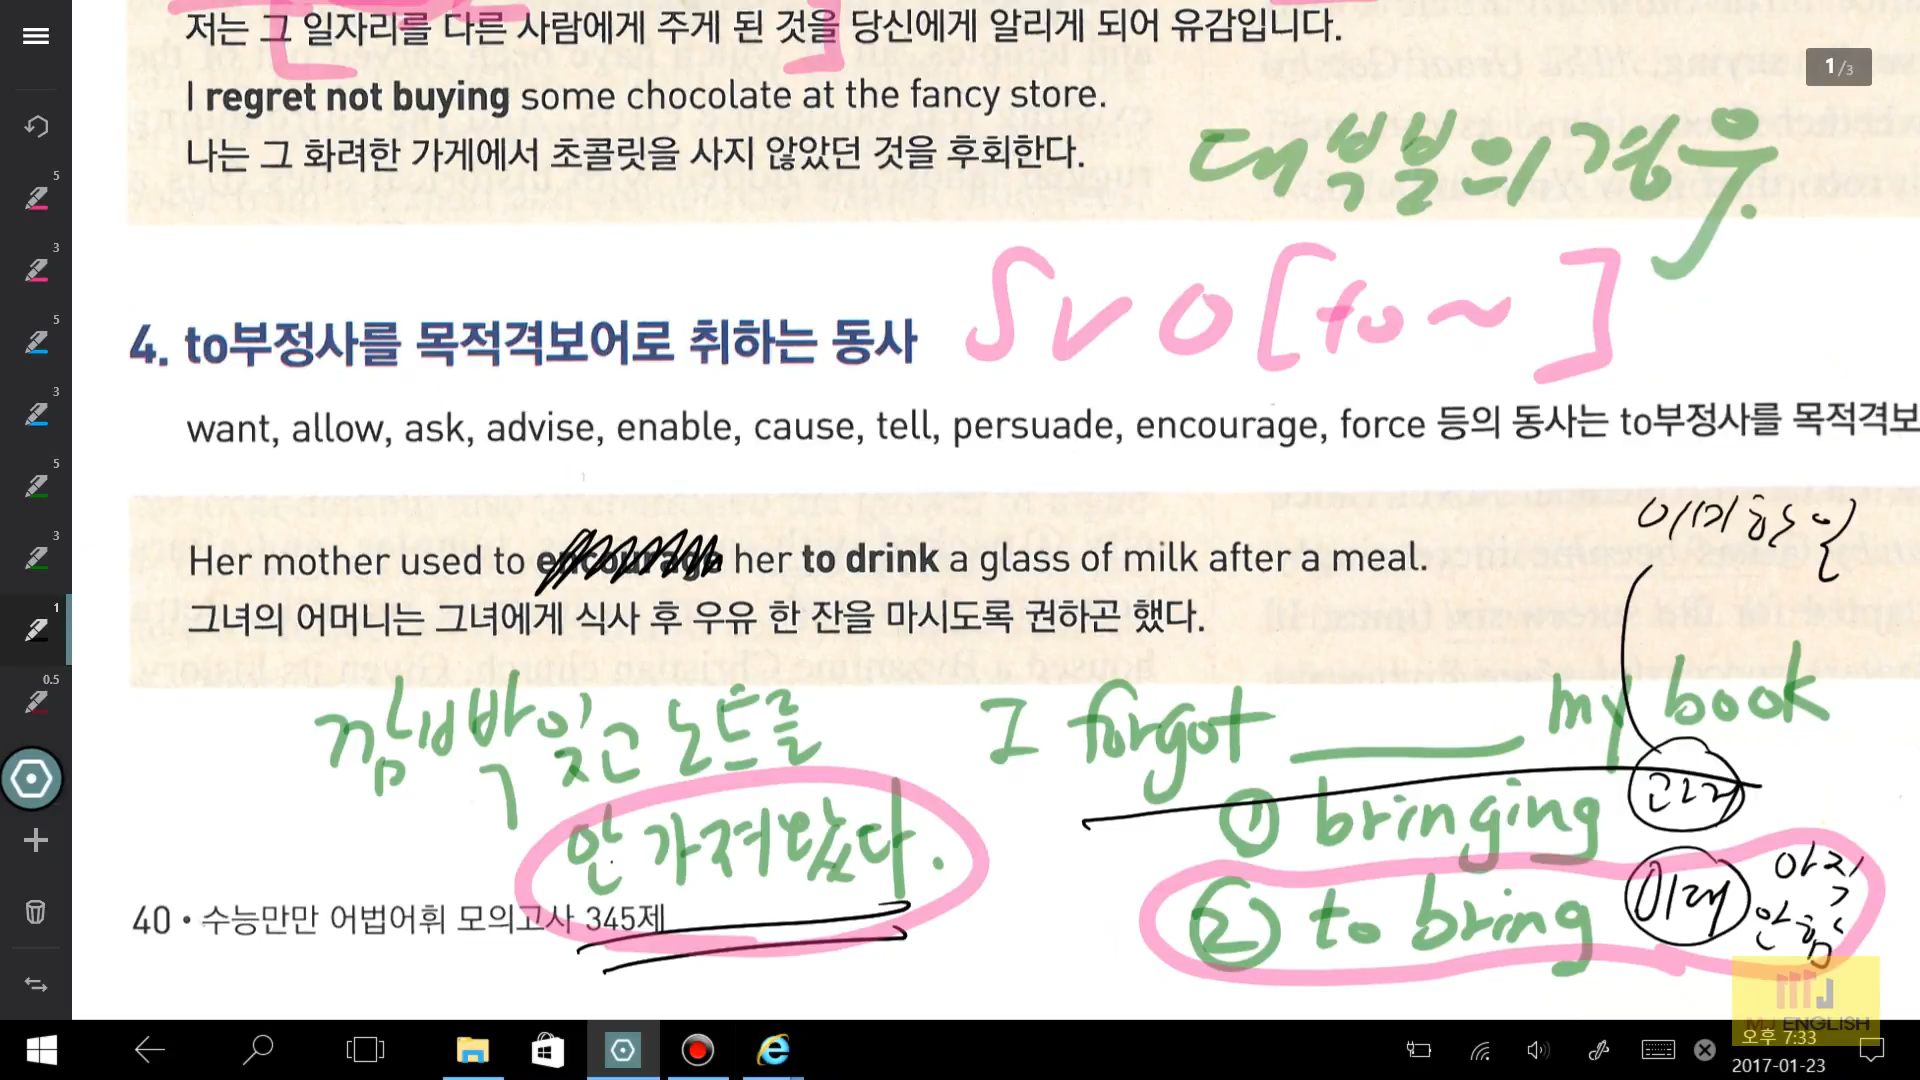 저는 그 일자리를 다른 사람에게 주게 된 것을 당신에게 알리게 되어 유감입니다.
1/3
I regret not buying some chocolate at the fancy store.
나는 그 화려한 가게에서 초콜릿을 사지 않았던 것을 후회한다.
대부분의 경우.
4. to부정사를 목적격보어로 취하는 동사
S V O [to ~ ]
want, allow, ask, advise, enable, cause, tell, persuade, encourage, force 등의 동사는 to부정사를 목적격보
이미 한 일
Her mother used to encourage her to drink a glass of milk after a meal.
그녀의 어머니는 그녀에게 식사 후 우유 한 잔을 마시도록 권하곤 했다.
깜빡 잊고 노트를
안 가져왔다.
I forgot ______ my book
① bringing 과거
② to bring 미래 아직 안 함
40 • 수능만만 어법어휘 모의고사 345제
MJ ENGLISH
오후 7:33
2017-01-23
5
3
5
3
5
3
1
0.5